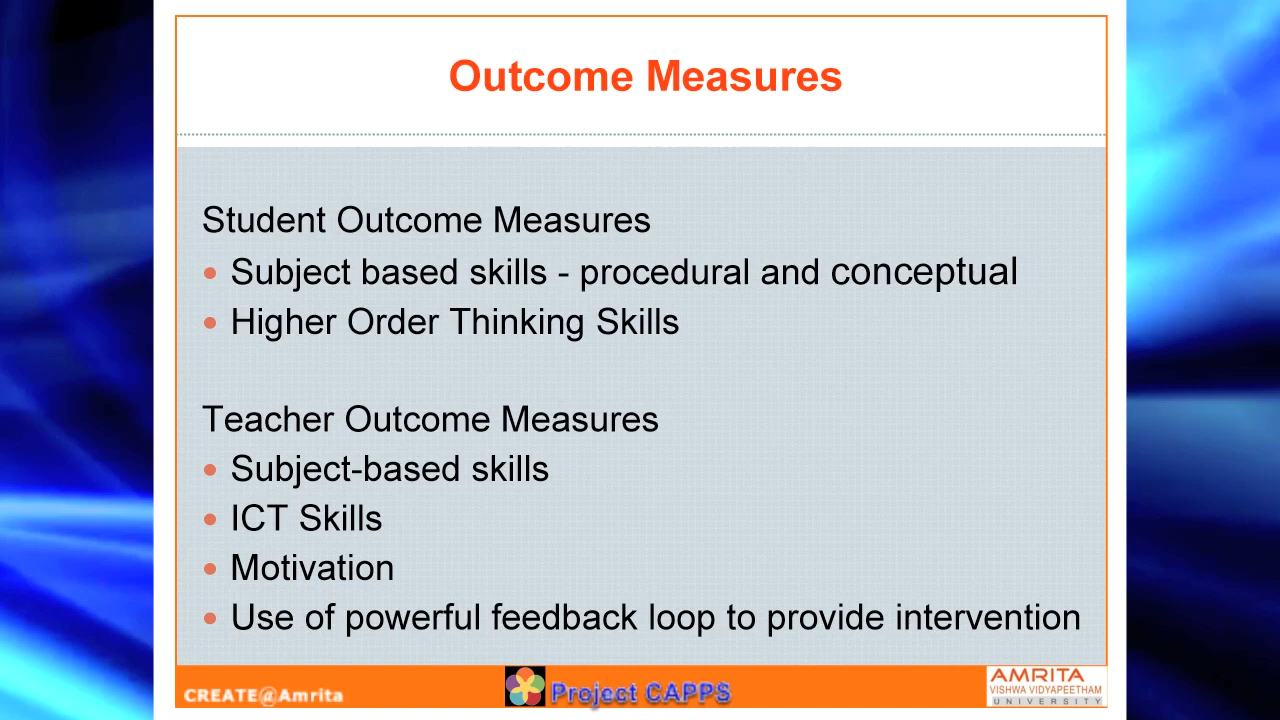 Outcome Measures
Student Outcome Measures
Subject based skills - procedural and conceptual
Higher Order Thinking Skills
Teacher Outcome Measures
Subject-based skills
ICT Skills
Motivation
Use of powerful feedback loop to provide intervention
CREATE@Amrita
Project CAPPS
AMRITA
VISHWA VIDYAPEETHAM
UNIVERSITY